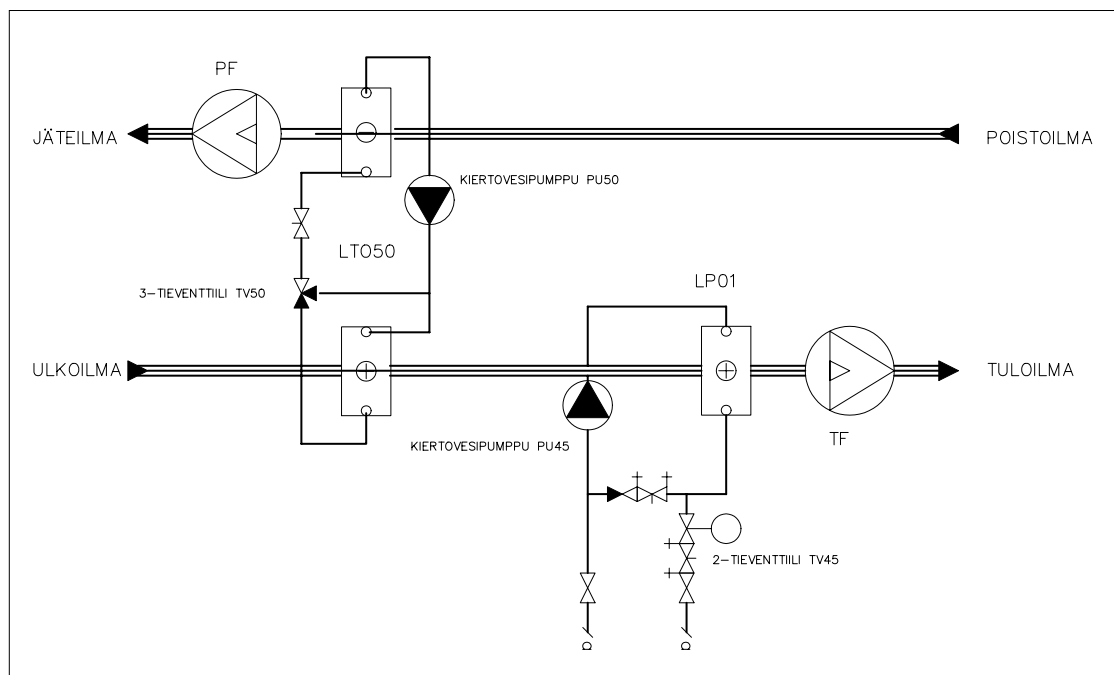 PF
JÄTEILMA
POISTOILMA
KIERTOVESIPUMPPU PU50
LTO50
3-TIEVENTTIILI TV50
LP01
ULKOILMA
TULOILMA
KIERTOVESIPUMPPU PU45
TF
2-TIEVENTTIILI TV45